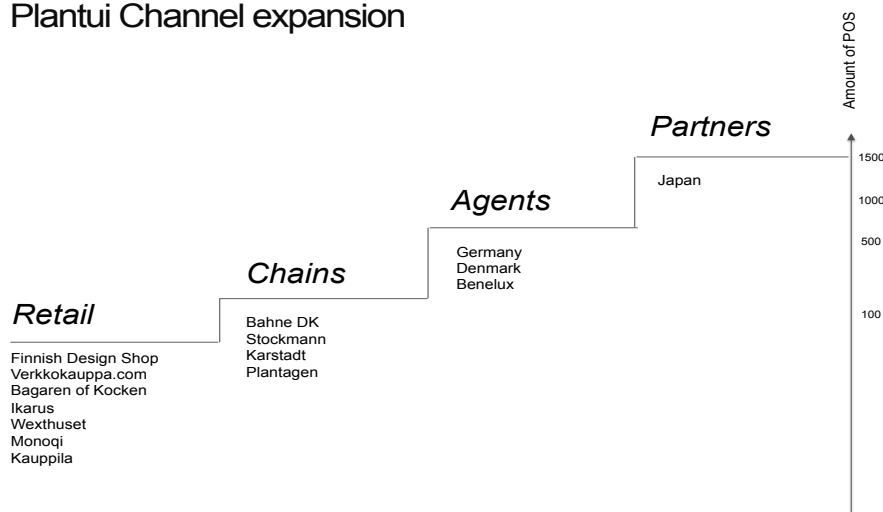 Plantui Channel expansion
Amount of POS
Partners
1500
Japan
1000
Agents
500
Germany
Denmark
Benelux
Chains
Retail
100
Bahne DK
Stockmann
Karstadt
Plantagen
Finnish Design Shop
Verkkokauppa.com
Bagaren of Kocken
Ikarus
Wexthuset
Monoqi
Kauppila